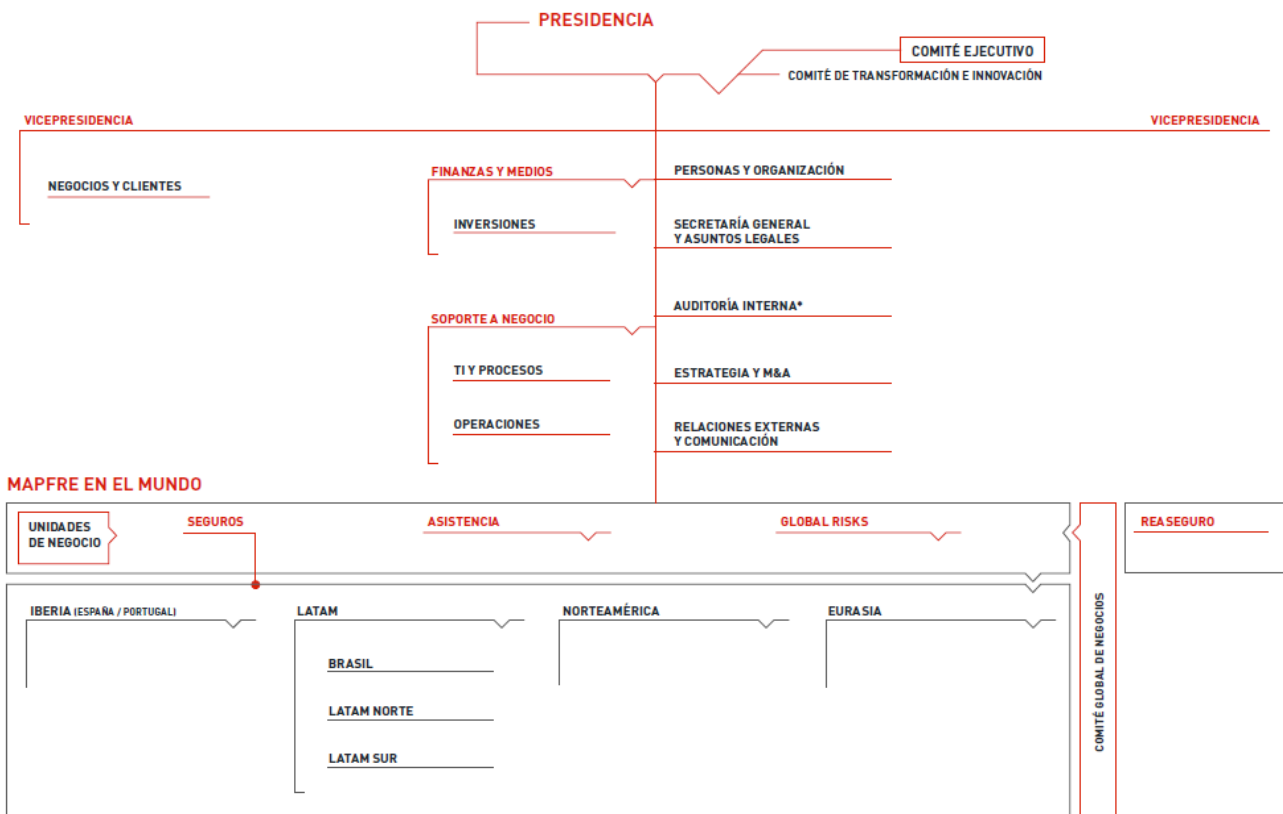 PRESIDENCIA
COMITÉ EJECUTIVO
COMITÉ DE TRANSFORMACIÓN E INNOVACIÓN
VICEPRESIDENCIA
VICEPRESIDENCIA
NEGOCIOS Y CLIENTES
FINANZAS Y MEDIOS
INVERSIONES
SOPORTE A NEGOCIO
TI Y PROCESOS
OPERACIONES
PERSONAS Y ORGANIZACIÓN
SECRETARÍA GENERAL
Y ASUNTOS LEGALES
AUDITORÍA INTERNA*
ESTRATEGIA Y M&A
RELACIONES EXTERNAS
Y COMUNICACIÓN
MAPFRE EN EL MUNDO
UNIDADES
DE NEGOCIO
SEGUROS
ASISTENCIA
GLOBAL RISKS
REASEGURO
IBERIA (ESPAÑA / PORTUGAL)
LATAM
BRASIL
LATAM NORTE
LATAM SUR
NORTEAMÉRICA
EURASIA
COMITÉ GLOBAL DE NEGOCIOS